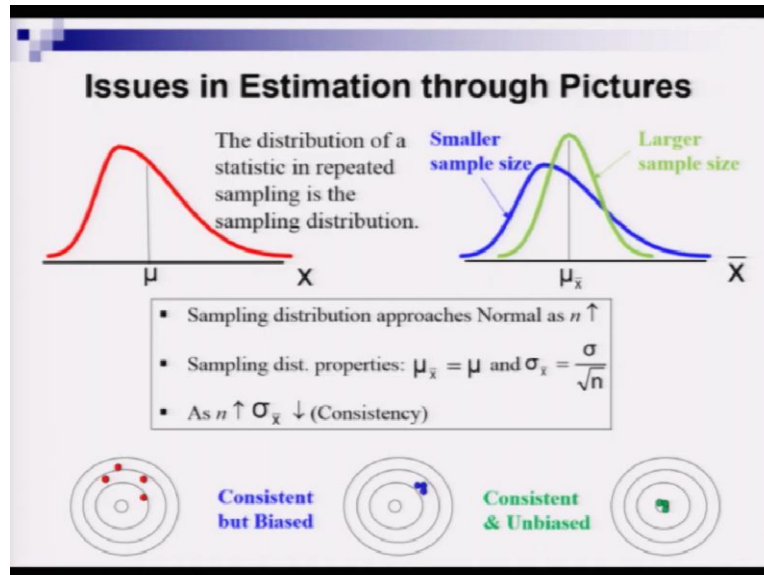 Issues in Estimation through Pictures
The distribution of a
statistic in repeated
sampling is the
sampling distribution.
μ
x
Smaller
sample size
Larger
sample size
μx̄
x̄
▪ Sampling distribution approaches Normal as n ↑
▪ Sampling dist. properties: μx̄ = μ and σx̄ = σ/√n
▪ As n ↑ σx̄ ↓ (Consistency)
Consistent
but Biased
Consistent
& Unbiased